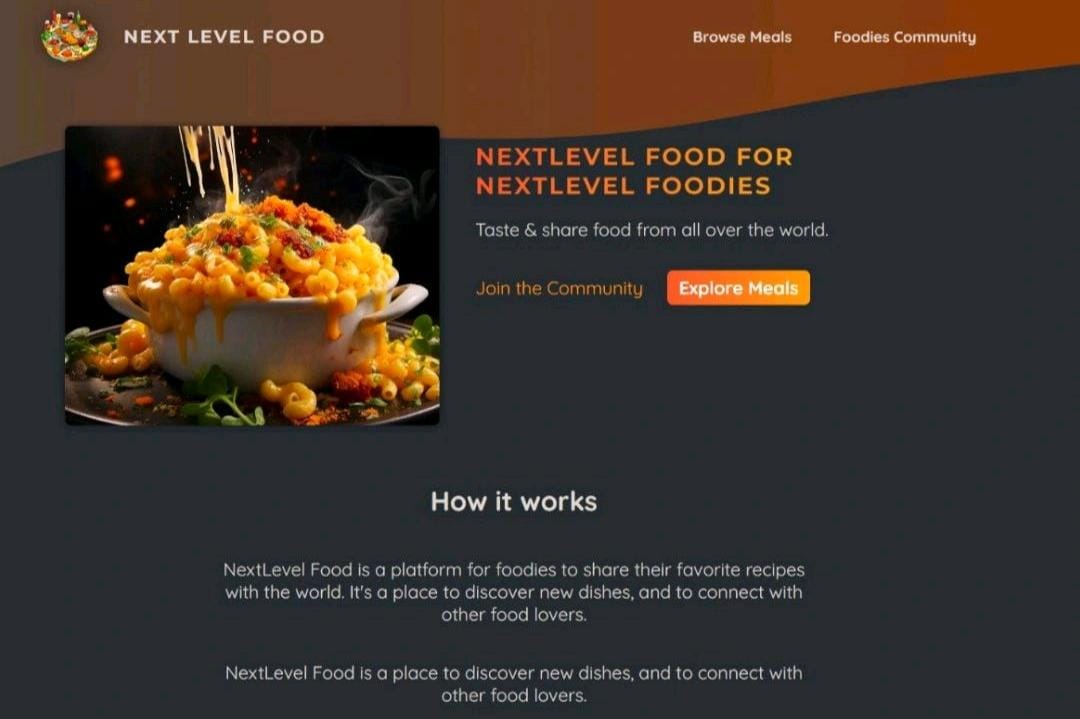 NEXT LEVEL FOOD
Browse Meals
Foodies Community
NEXTLEVEL FOOD FOR
NEXTLEVEL FOODIES
Taste & share food from all over the world.
Join the Community
Explore Meals
How it works
NextLevel Food is a platform for foodies to share their favorite recipes
with the world. It's a place to discover new dishes, and to connect with
other food lovers.
NextLevel Food is a place to discover new dishes, and to connect with
other food lovers.